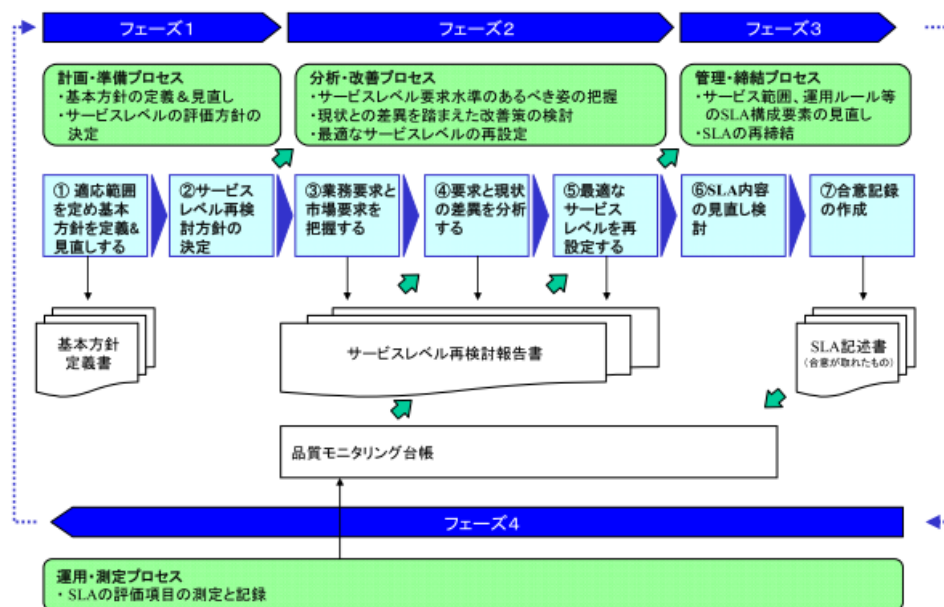 フェーズ1
フェーズ2
フェーズ3
計画・準備プロセス
・基本方針の定義&見直し
・サービスレベルの評価方針の
決定
分析・改善プロセス
・サービスレベル要求水準のあるべき姿の把握
・現状との差異を踏まえた改善策の検討
・最適なサービスレベルの再設定
管理・締結プロセス
・サービス範囲、運用ルール等
のSLA構成要素の見直し
・SLAの再締結
① 適応範囲
を定め基本
方針を定義&
見直しする
②サービス
レベル再検
討方針の
決定
③業務要求と
市場要求を
把握する
④要求と現状
の差異を分析
する
⑤最適な
サービス
レベルを再
設定する
⑥SLA内容
の見直し検
討
⑦合意記録
の作成
基本方針
定義書
サービスレベル再検討報告書
SLA記述書
(合意が取れたもの)
品質モニタリング台帳
フェーズ4
運用・測定プロセス
・SLAの評価項目の測定と記録